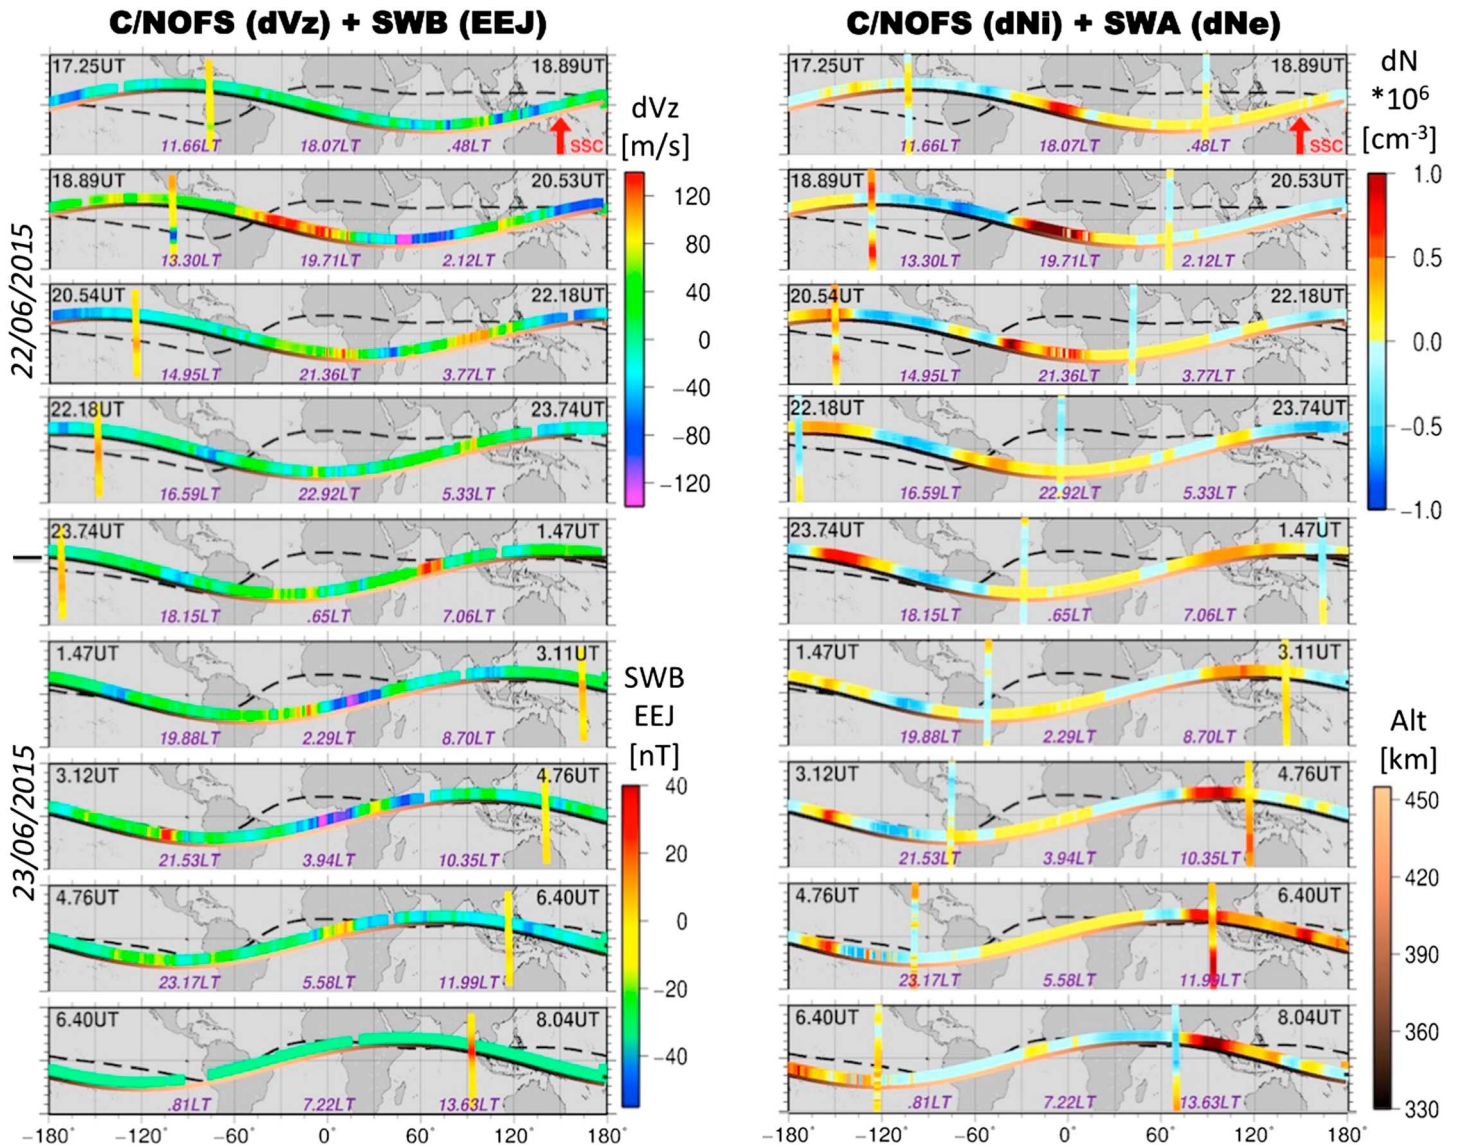 C/NOFS (dVz) + SWB (EEJ)
C/NOFS (dNi) + SWA (dNe)
22/06/2015
23/06/2015
17.25UT 18.89UT
11.66LT 18.07LT .48LT SSC
18.89UT 20.53UT
13.30LT 19.71LT 2.12LT
20.54UT 22.18UT
14.95LT 21.36LT 3.77LT
22.18UT 23.74UT
16.59LT 22.92LT 5.33LT
23.74UT 1.47UT
18.15LT .65LT 7.06LT
1.47UT 3.11UT
19.88LT 2.29LT 8.70LT
3.12UT 4.76UT
21.53LT 3.94LT 10.35LT
4.76UT 6.40UT
23.17LT 5.58LT 11.99LT
6.40UT 8.04UT
.81LT 7.22LT 13.63LT
−180° −120° −60° 0° 60° 120° 180°
dVz
[m/s]
120
80
40
0
−40
−80
−120
SWB
EEJ
[nT]
40
20
0
−20
−40
17.25UT 18.89UT
11.66LT 18.07LT .48LT SSC
18.89UT 20.53UT
13.30LT 19.71LT 2.12LT
20.54UT 22.18UT
14.95LT 21.36LT 3.77LT
22.18UT 23.74UT
16.59LT 22.92LT 5.33LT
23.74UT 1.47UT
18.15LT .65LT 7.06LT
1.47UT 3.11UT
19.88LT 2.29LT 8.70LT
3.12UT 4.76UT
21.53LT 3.94LT 10.35LT
4.76UT 6.40UT
23.17LT 5.58LT 11.99LT
6.40UT 8.04UT
.81LT 7.22LT 13.63LT
−180° −120° −60° 0° 60° 120° 180°
dN
*10⁶
[cm⁻³]
1.0
0.5
0.0
−0.5
−1.0
Alt
[km]
450
420
390
360
330